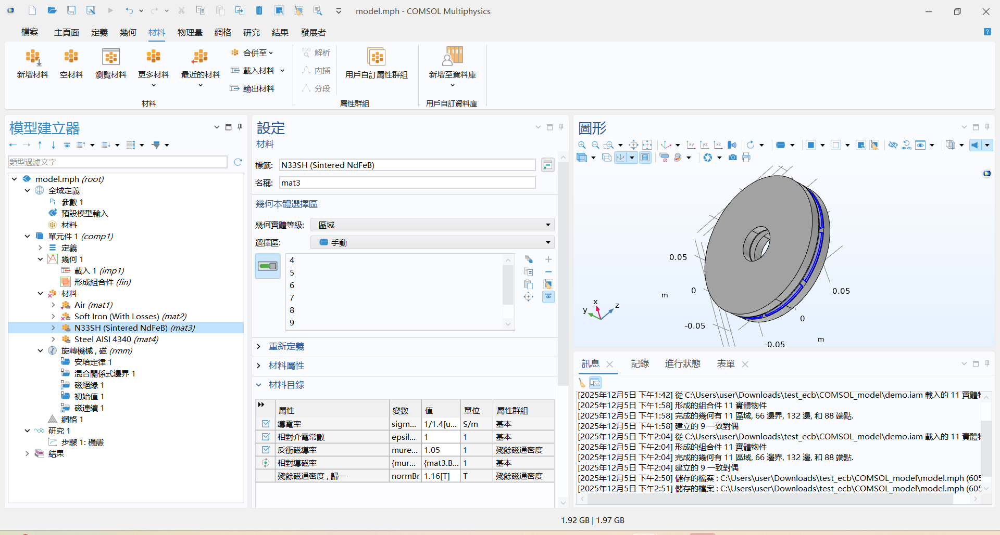 model.mph - COMSOL Multiphysics
檔案 主頁面 定義 幾何 材料 物理量 網格 研究 結果 發展者
新增材料 空材料 瀏覽材料 更多材料 最近的材料
合併至
載入材料
輸出材料
f(x) 解析
內插
分段
用戶自訂屬性群組
新增至資料庫
材料 屬性群組 用戶自訂資料庫
模型建立器
類型過濾文字
model.mph (root)
全域定義
Pi 參數 1
預設模型輸入
材料
單元件 1 (comp1)
定義
幾何 1
載入 1 (imp1)
形成組合件 (fin)
材料
Air (mat1)
Soft Iron (With Losses) (mat2)
N33SH (Sintered NdFeB) (mat3)
Steel AISI 4340 (mat4)
旋轉機械 , 磁 (rmm)
安培定律 1
混合關係式邊界 1
磁絕緣 1
初始值 1
磁連續 1
網格 1
研究 1
步驟 1: 穩態
結果
設定
材料
標籤: N33SH (Sintered NdFeB)
名稱: mat3
幾何本體選擇區
幾何實體等級: 區域
選擇區: 手動
4
5
6
7
8
9
重新定義
材料屬性
材料目錄
屬性 變數 值 單位 屬性群組
導電率 sigm... 1/1.4[u... S/m 基本
相對介電常數 epsil... 1 1 基本
反衝磁導率 mure... 1.05 1 殘餘磁通密度
相對導磁率 {mur... {mat3.B... 1 基本
殘餘磁通密度 , 歸一 normBr 1.16[T] T 殘餘磁通密度
圖形
xy yz xz
0.05
0
m
-0.05
0.05
0
m
-0.05
x
y
z
訊息 記錄 進行狀態 表單
[2025年12月5日 下午1:42] 從 C:\Users\user\Downloads\test_ecb\COMSOL_model\demo.iam 載入的 11 實體物
[2025年12月5日 下午1:58] 形成的組合件 11 實體物件
[2025年12月5日 下午1:58] 完成的幾何有 11 區域, 66 邊界, 132 邊, 和 88 端點.
[2025年12月5日 下午1:58] 建立的 9 一致對偶
[2025年12月5日 下午2:04] 從 C:\Users\user\Downloads\test_ecb\COMSOL_model\demo.iam 載入的 11 實體物
[2025年12月5日 下午2:04] 形成的組合件 11 實體物件
[2025年12月5日 下午2:04] 完成的幾何有 11 區域, 66 邊界, 132 邊, 和 88 端點.
[2025年12月5日 下午2:04] 建立的 9 一致對偶
[2025年12月5日 下午2:50] 儲存的檔案 : C:\Users\user\Downloads\test_ecb\COMSOL_model\model.mph (605
[2025年12月5日 下午2:51] 儲存的檔案 : C:\Users\user\Downloads\test_ecb\COMSOL_model\model.mph (605
1.92 GB | 1.97 GB